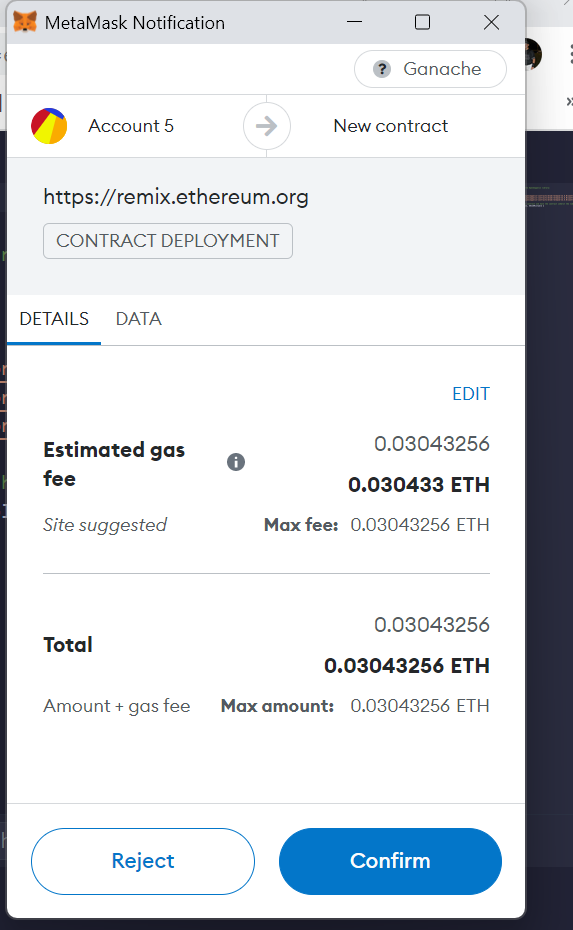 MetaMask Notification
Ganache
Account 5
New contract
https://remix.ethereum.org
CONTRACT DEPLOYMENT
DETAILS
DATA
EDIT
Estimated gas fee
0.03043256
0.030433 ETH
Site suggested
Max fee: 0.03043256 ETH
Total
0.03043256
0.03043256 ETH
Amount + gas fee
Max amount: 0.03043256 ETH
Reject
Confirm